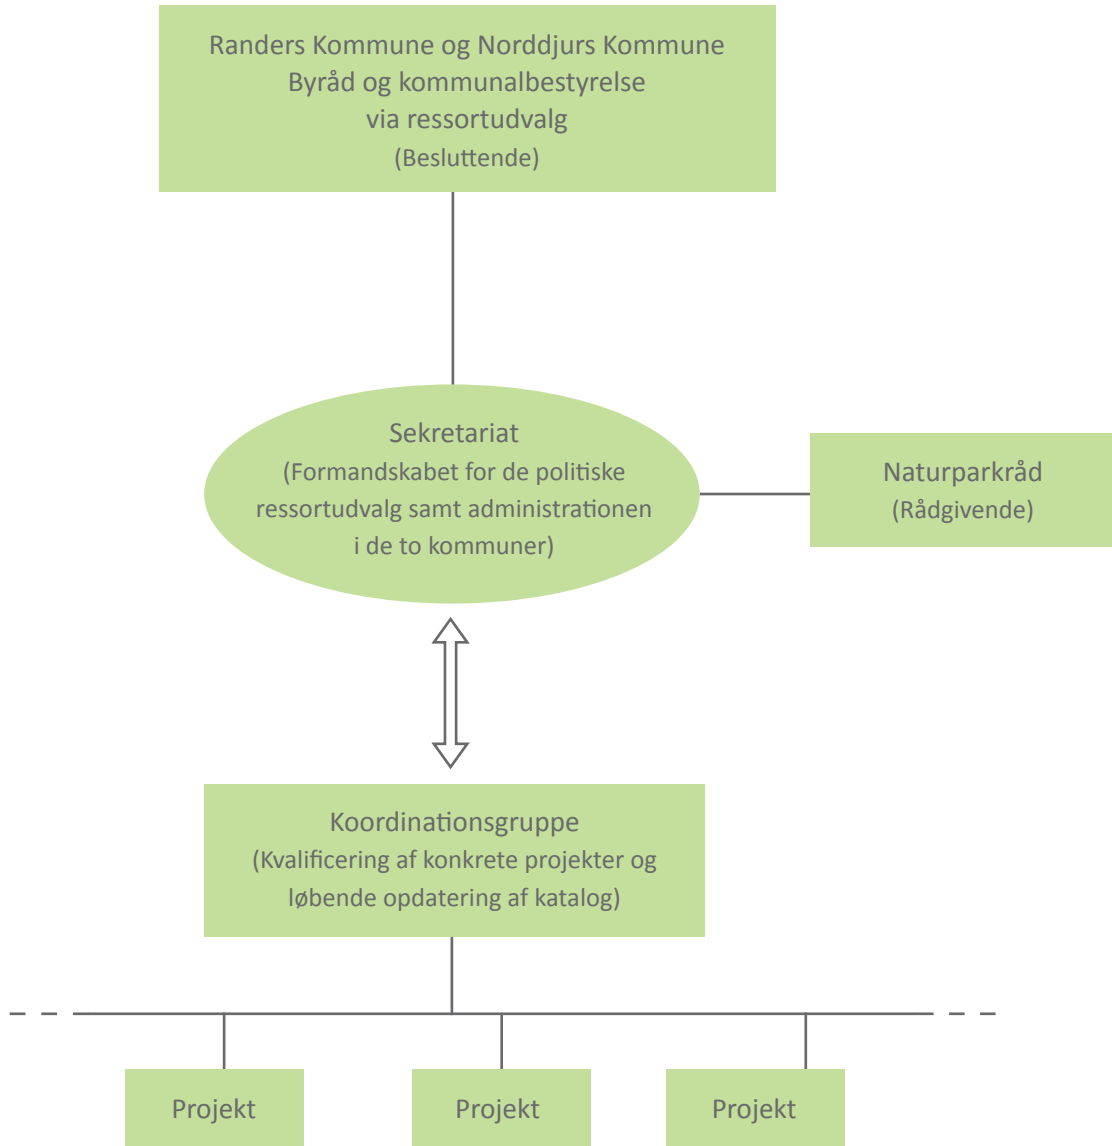 Randers Kommune og Norddjurs Kommune
Byråd og kommunalbestyrelse
via ressortudvalg
(Besluttende)
Sekretariat
(Formandskabet for de politiske
ressortudvalg samt administrationen
i de to kommuner)
Naturparkråd
(Rådgivende)
Koordinationsgruppe
(Kvalificering af konkrete projekter og
løbende opdatering af katalog)
Projekt
Projekt
Projekt